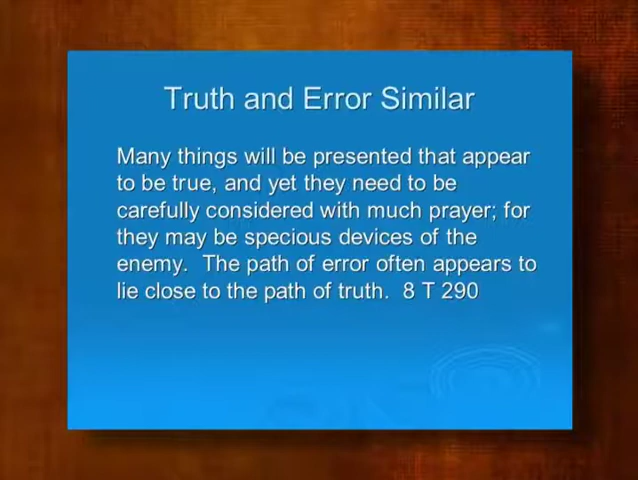 Truth and Error Similar
Many things will be presented that appear
to be true, and yet they need to be
carefully considered with much prayer; for
they may be specious devices of the
enemy.  The path of error often appears to
lie close to the path of truth.  8 T 290